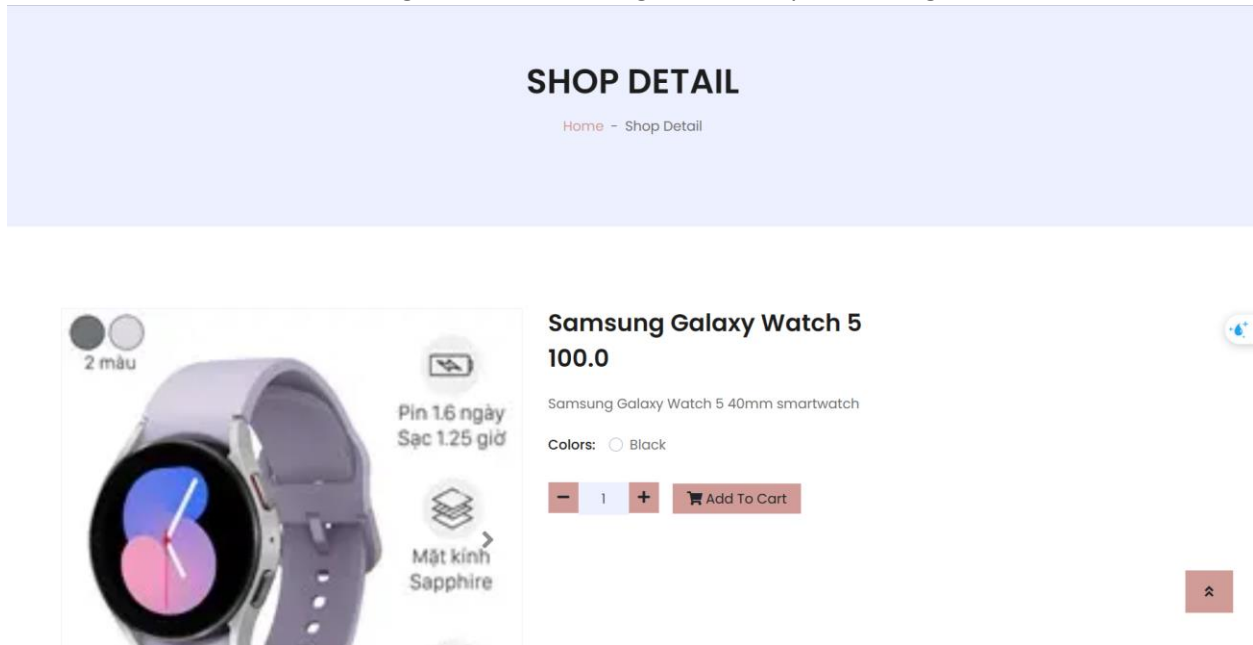 SHOP DETAIL
Home - Shop Detail
2 màu
Pin 1.6 ngày
Sạc 1.25 giờ
Mặt kính
Sapphire
Samsung Galaxy Watch 5
100.0
Samsung Galaxy Watch 5 40mm smartwatch
Colors: Black
1
Add To Cart